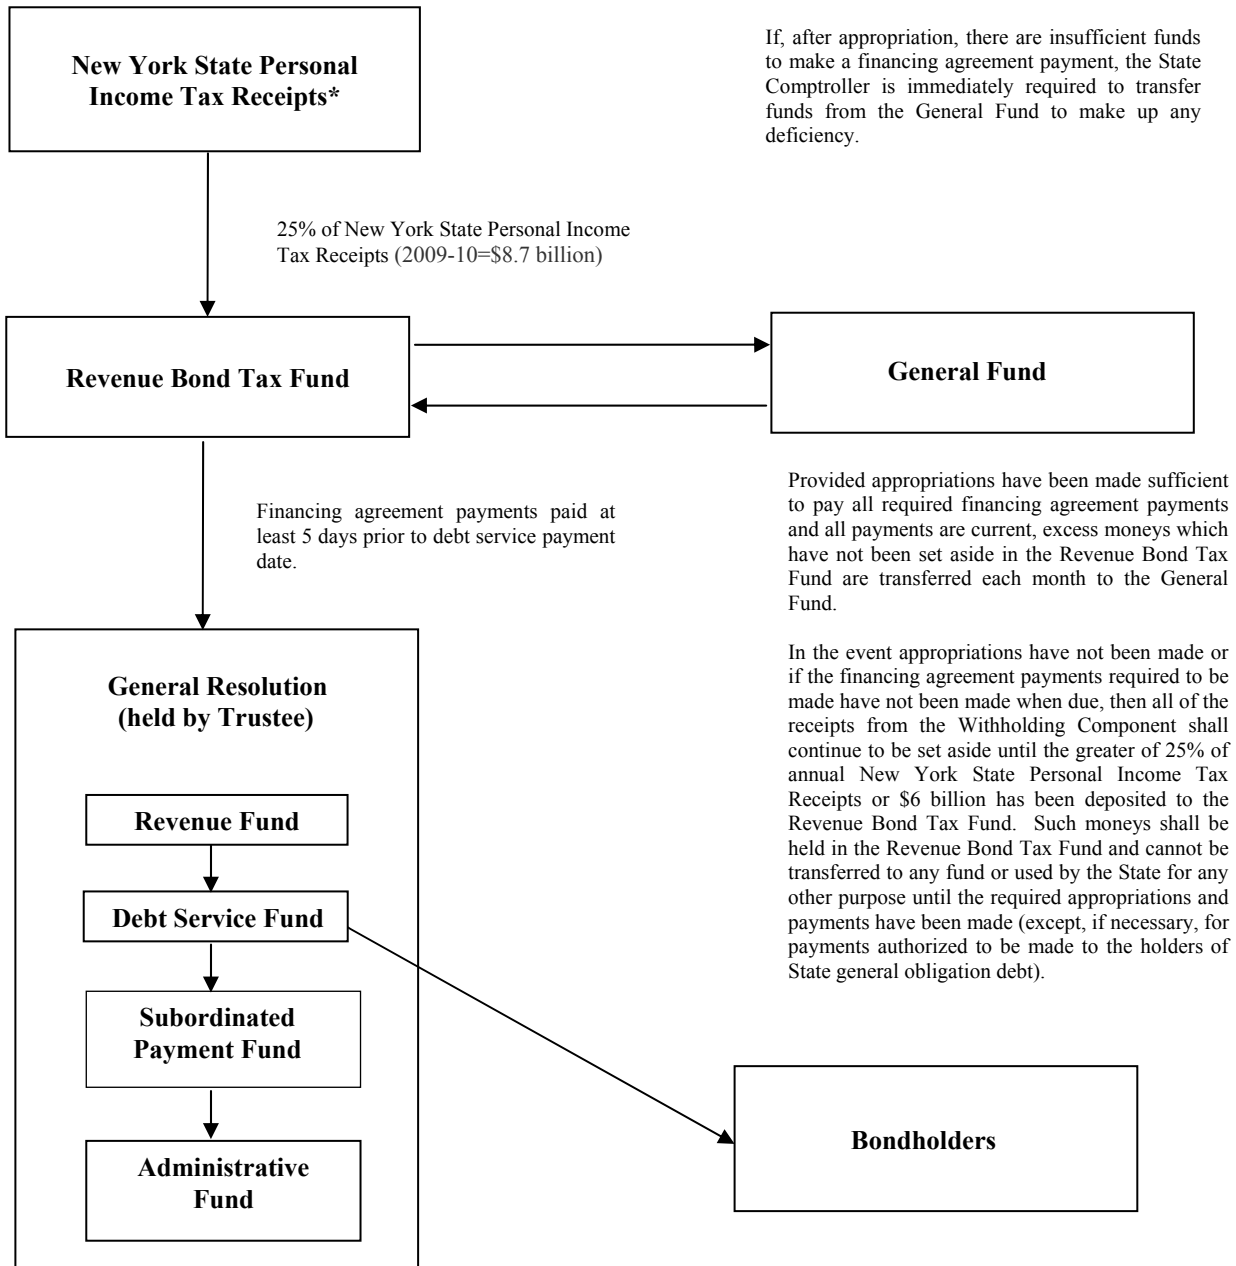 New York State Personal
Income Tax Receipts*
If, after appropriation, there are insufficient funds
to make a financing agreement payment, the State
Comptroller is immediately required to transfer
funds from the General Fund to make up any
deficiency.
25% of New York State Personal Income
Tax Receipts (2009-10=$8.7 billion)
Revenue Bond Tax Fund
General Fund
Financing agreement payments paid at
least 5 days prior to debt service payment
date.
Provided appropriations have been made sufficient
to pay all required financing agreement payments
and all payments are current, excess moneys which
have not been set aside in the Revenue Bond Tax
Fund are transferred each month to the General
Fund.
In the event appropriations have not been made or
if the financing agreement payments required to be
made have not been made when due, then all of the
receipts from the Withholding Component shall
continue to be set aside until the greater of 25% of
annual New York State Personal Income Tax
Receipts or $6 billion has been deposited to the
Revenue Bond Tax Fund. Such moneys shall be
held in the Revenue Bond Tax Fund and cannot be
transferred to any fund or used by the State for any
other purpose until the required appropriations and
payments have been made (except, if necessary, for
payments authorized to be made to the holders of
State general obligation debt).
General Resolution
(held by Trustee)
Revenue Fund
Debt Service Fund
Subordinated
Payment Fund
Administrative
Fund
Bondholders